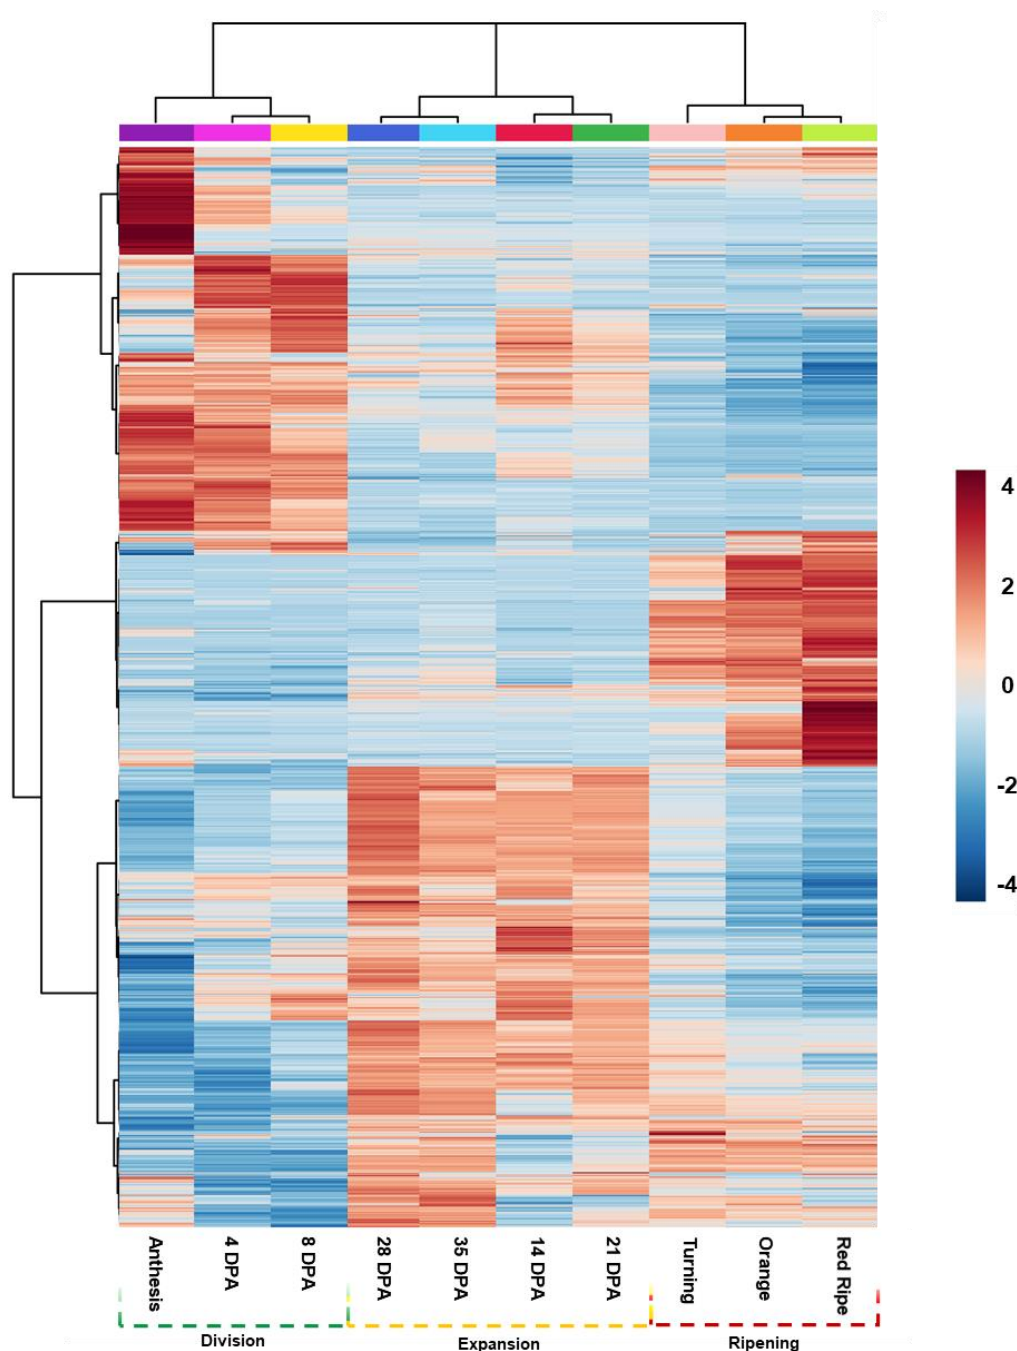 4
2
0
-2
-4
Anthesis
4 DPA
8 DPA
28 DPA
35 DPA
14 DPA
21 DPA
Turning
Orange
Red Ripe
Division
Expansion
Ripening